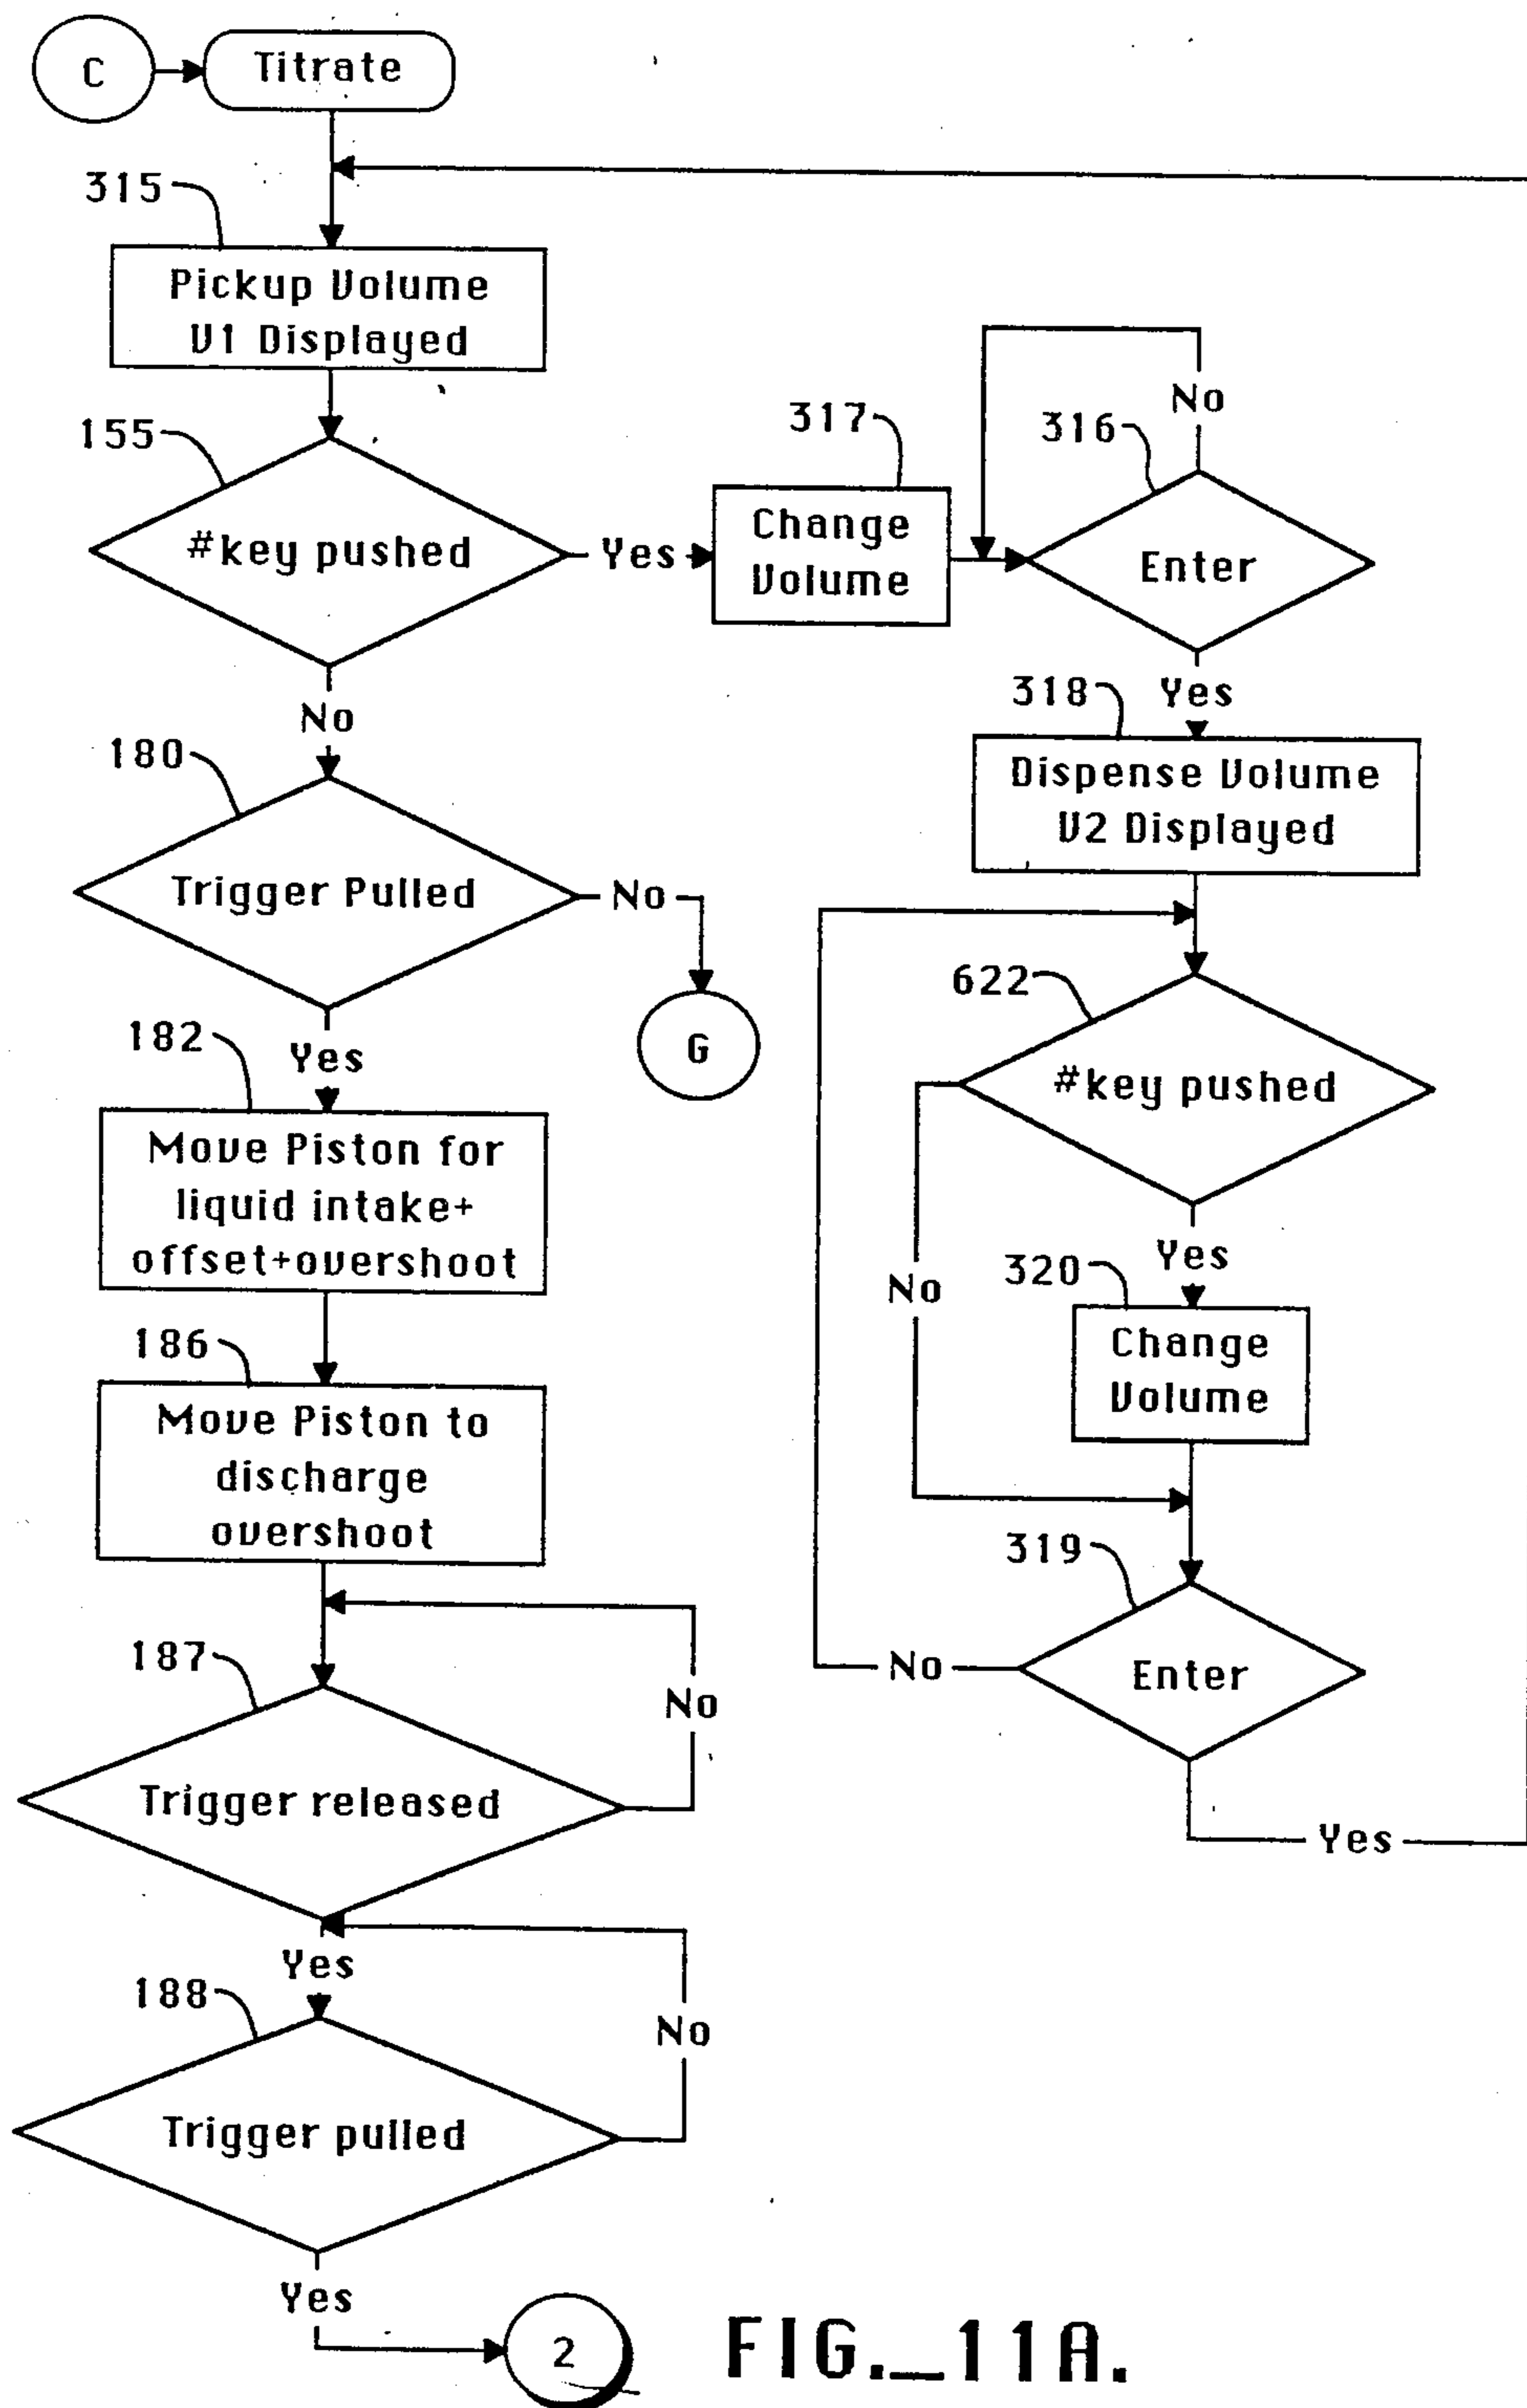 C
Titrate
315
Pickup Volume
V1 Displayed
155
#key pushed
Yes
317
Change
Volume
316
No
Enter
No
180
Trigger Pulled
No
G
318
Yes
Dispense Volume
V2 Displayed
622
#key pushed
No
Yes
320
Change
Volume
319
Enter
No
Yes
182
Yes
Move Piston for
liquid intake+
offset+overshoot
186
Move Piston to
discharge
overshoot
187
Trigger released
No
Yes
188
Trigger pulled
No
Yes
2
FIG._11A.